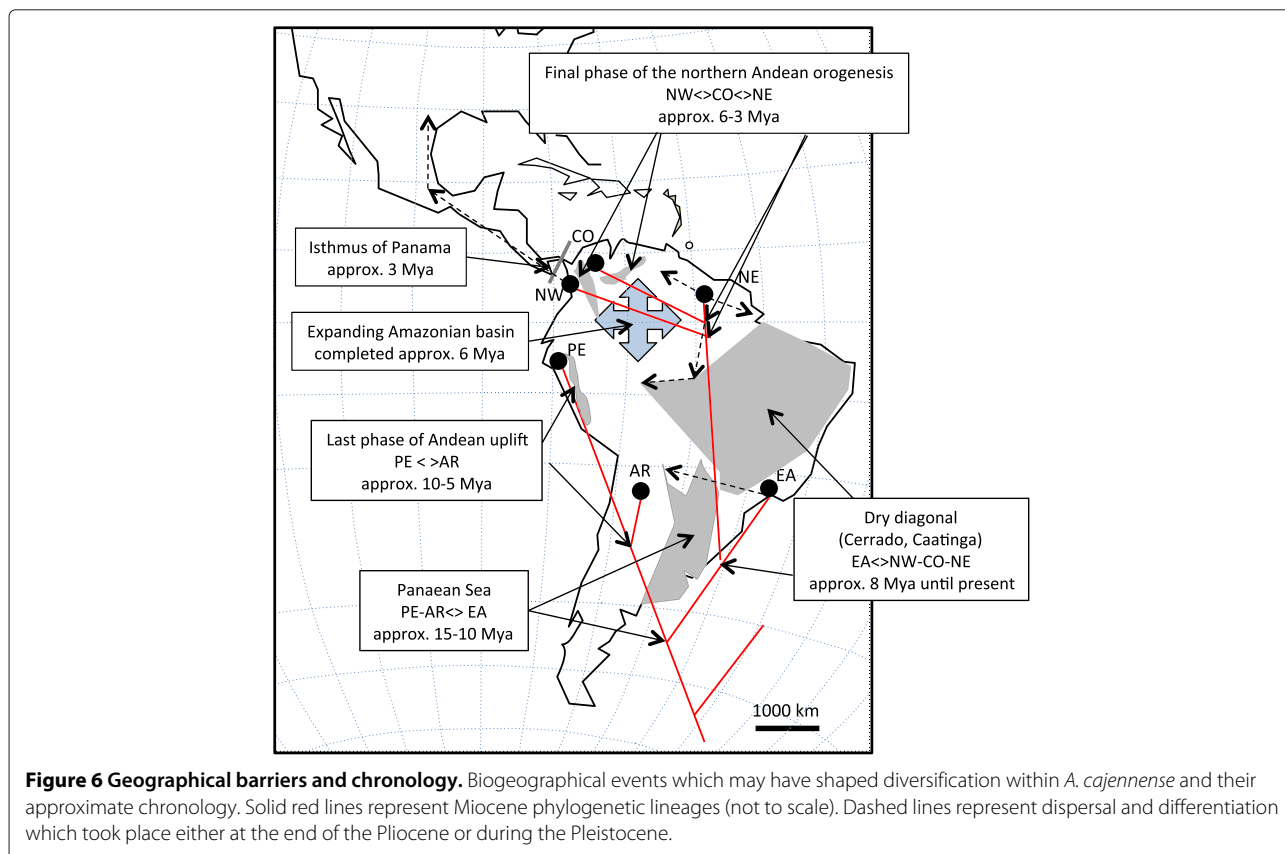 Final phase of the northern Andean orogenesis
NW<>CO<>NE
approx. 6-3 Mya
Isthmus of Panama
approx. 3 Mya
CO
NW
NE
Expanding Amazonian basin
completed approx. 6 Mya
PE
Last phase of Andean uplift
PE < >AR
approx. 10-5 Mya
AR
EA
Dry diagonal
(Cerrado, Caatinga)
EA<>NW-CO-NE
approx. 8 Mya until present
Panaean Sea
PE-AR<> EA
approx. 15-10 Mya
1000 km
Figure 6 Geographical barriers and chronology. Biogeographical events which may have shaped diversification within A. cajennense and their
approximate chronology. Solid red lines represent Miocene phylogenetic lineages (not to scale). Dashed lines represent dispersal and differentiation
which took place either at the end of the Pliocene or during the Pleistocene.